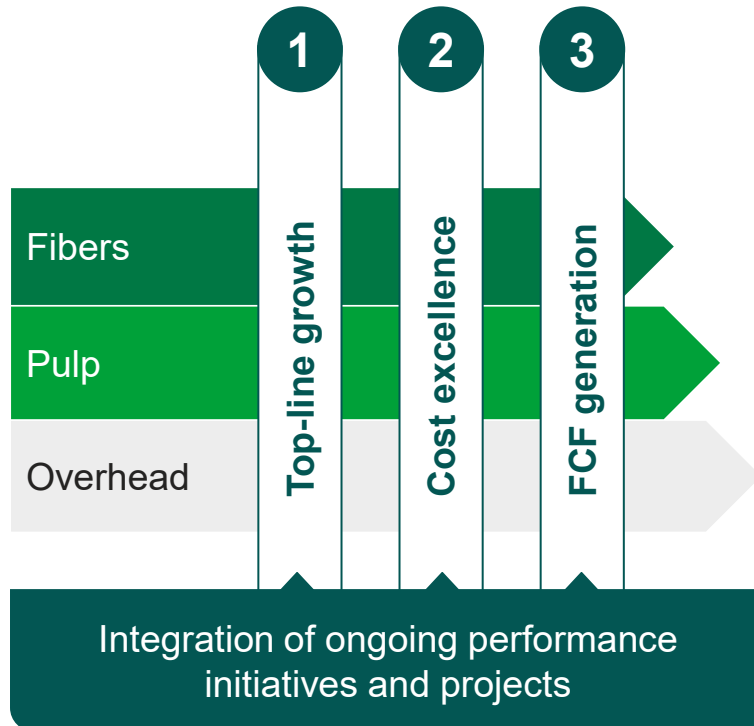 1
2
3
Fibers
Pulp
Overhead
Top-line growth
Cost excellence
FCF generation
Integration of ongoing performance
initiatives and projects